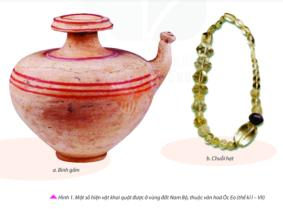 a. Bình gốm
b. Chuỗi hạt
Hình 1. Một số hiện vật khai quật được ở vùng đất Nam Bộ, thuộc văn hoá Óc Eo (thế kỉ I – VII)